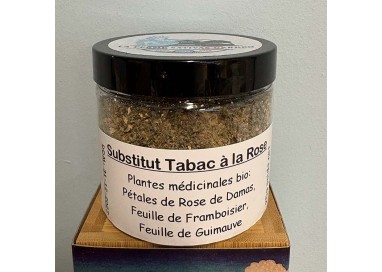 Substitut Tabac à la Rose
Plantes médicinales bio:
Pétales de Rose de Damas,
Feuille de Framboisier,
Feuille de Guimauve